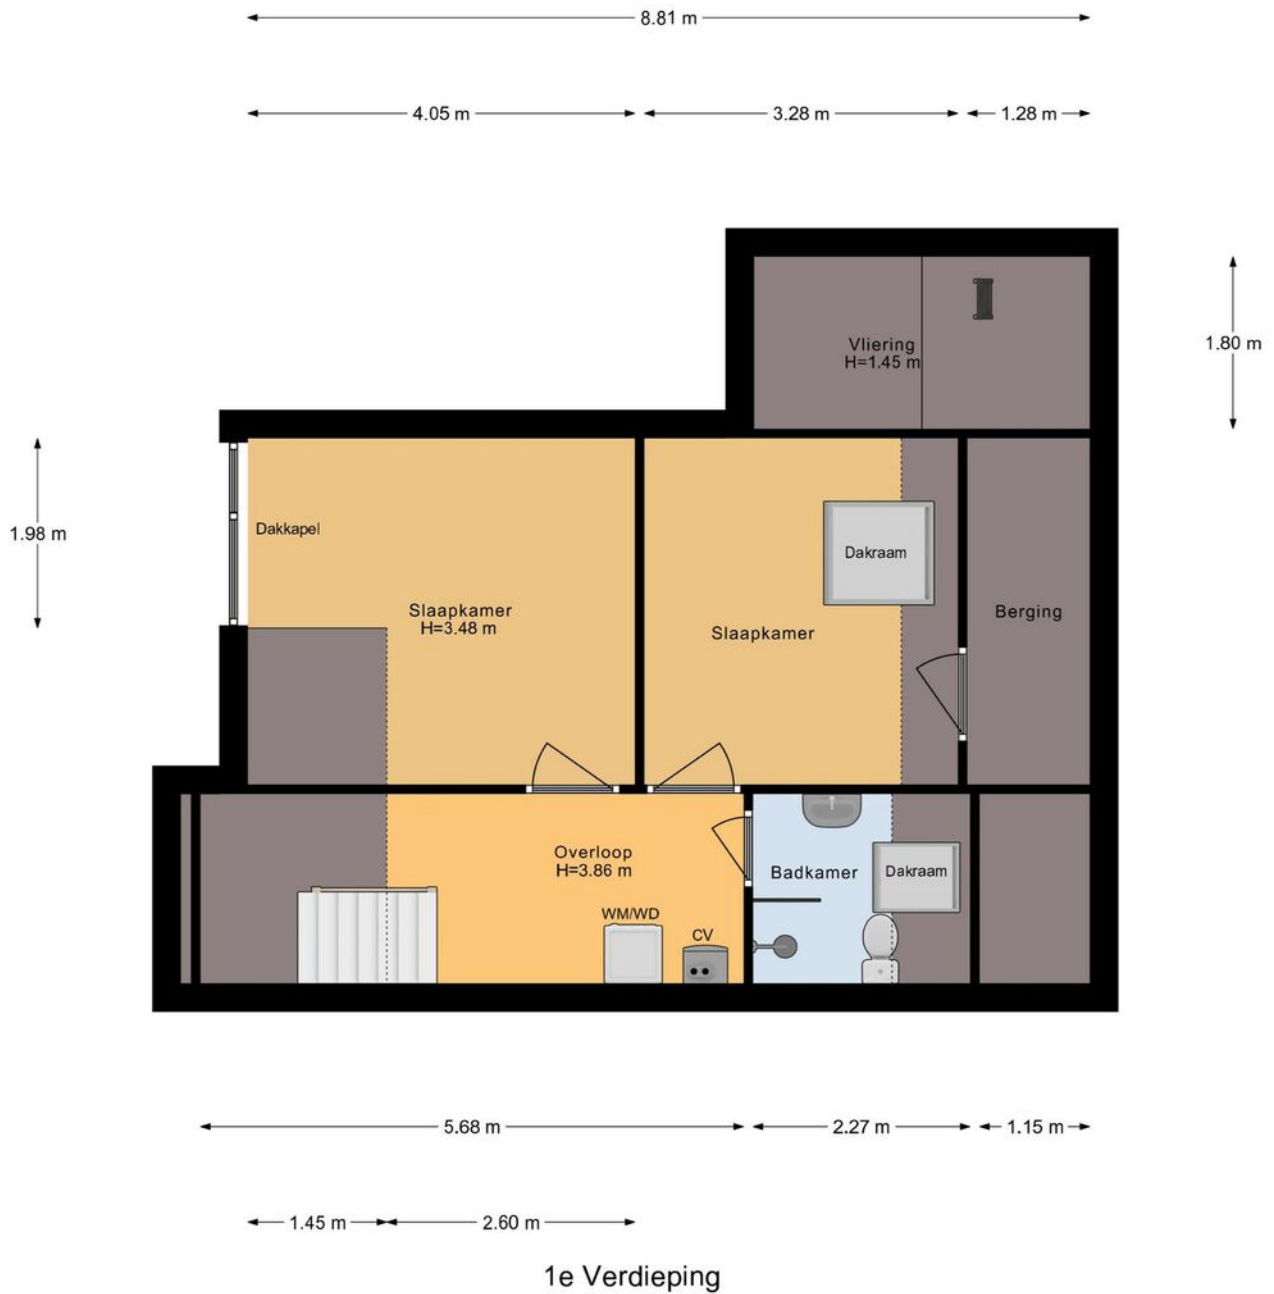 8.81 m
4.05 m
3.28 m
1.28 m
1.80 m
Vliering
H=1.45 m
1.98 m
Dakkapel
Dakraam
Slaapkamer
H=3.48 m
Slaapkamer
Berging
Overloop
H=3.86 m
Badkamer
Dakraam
WM/WD
CV
5.68 m
2.27 m
1.15 m
1.45 m
2.60 m
1e Verdieping